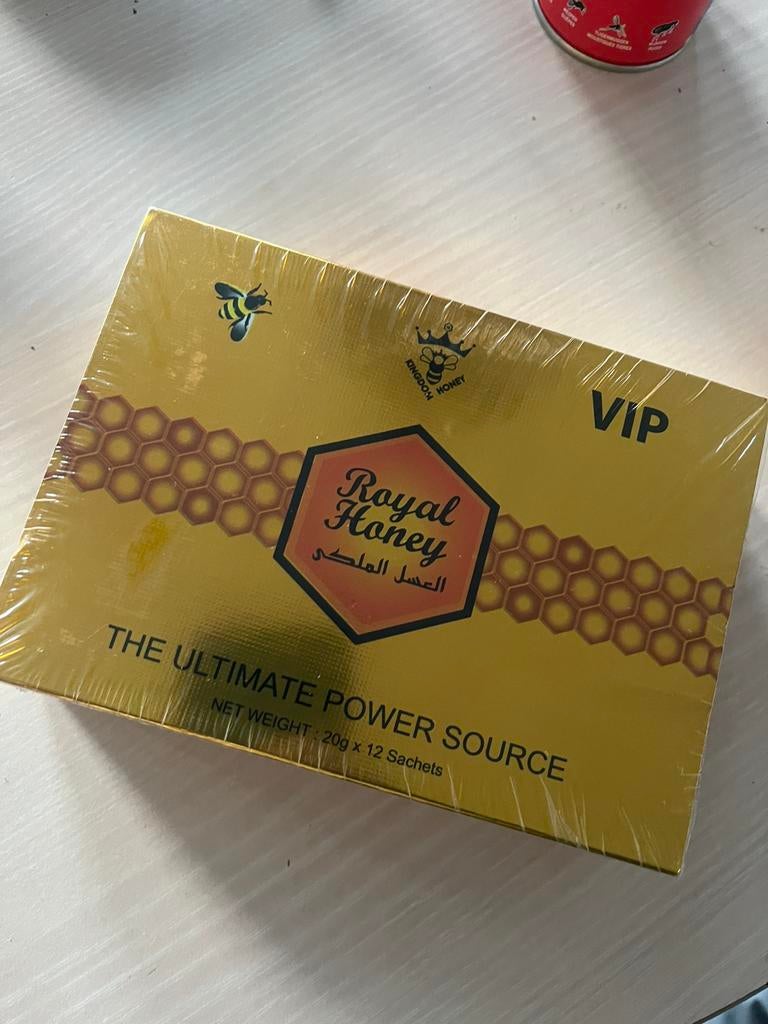 KINGDOM HONEY
VIP
Royal
Honey
العسل الملكي
THE ULTIMATE POWER SOURCE
NET WEIGHT : 20g x 12 Sachets